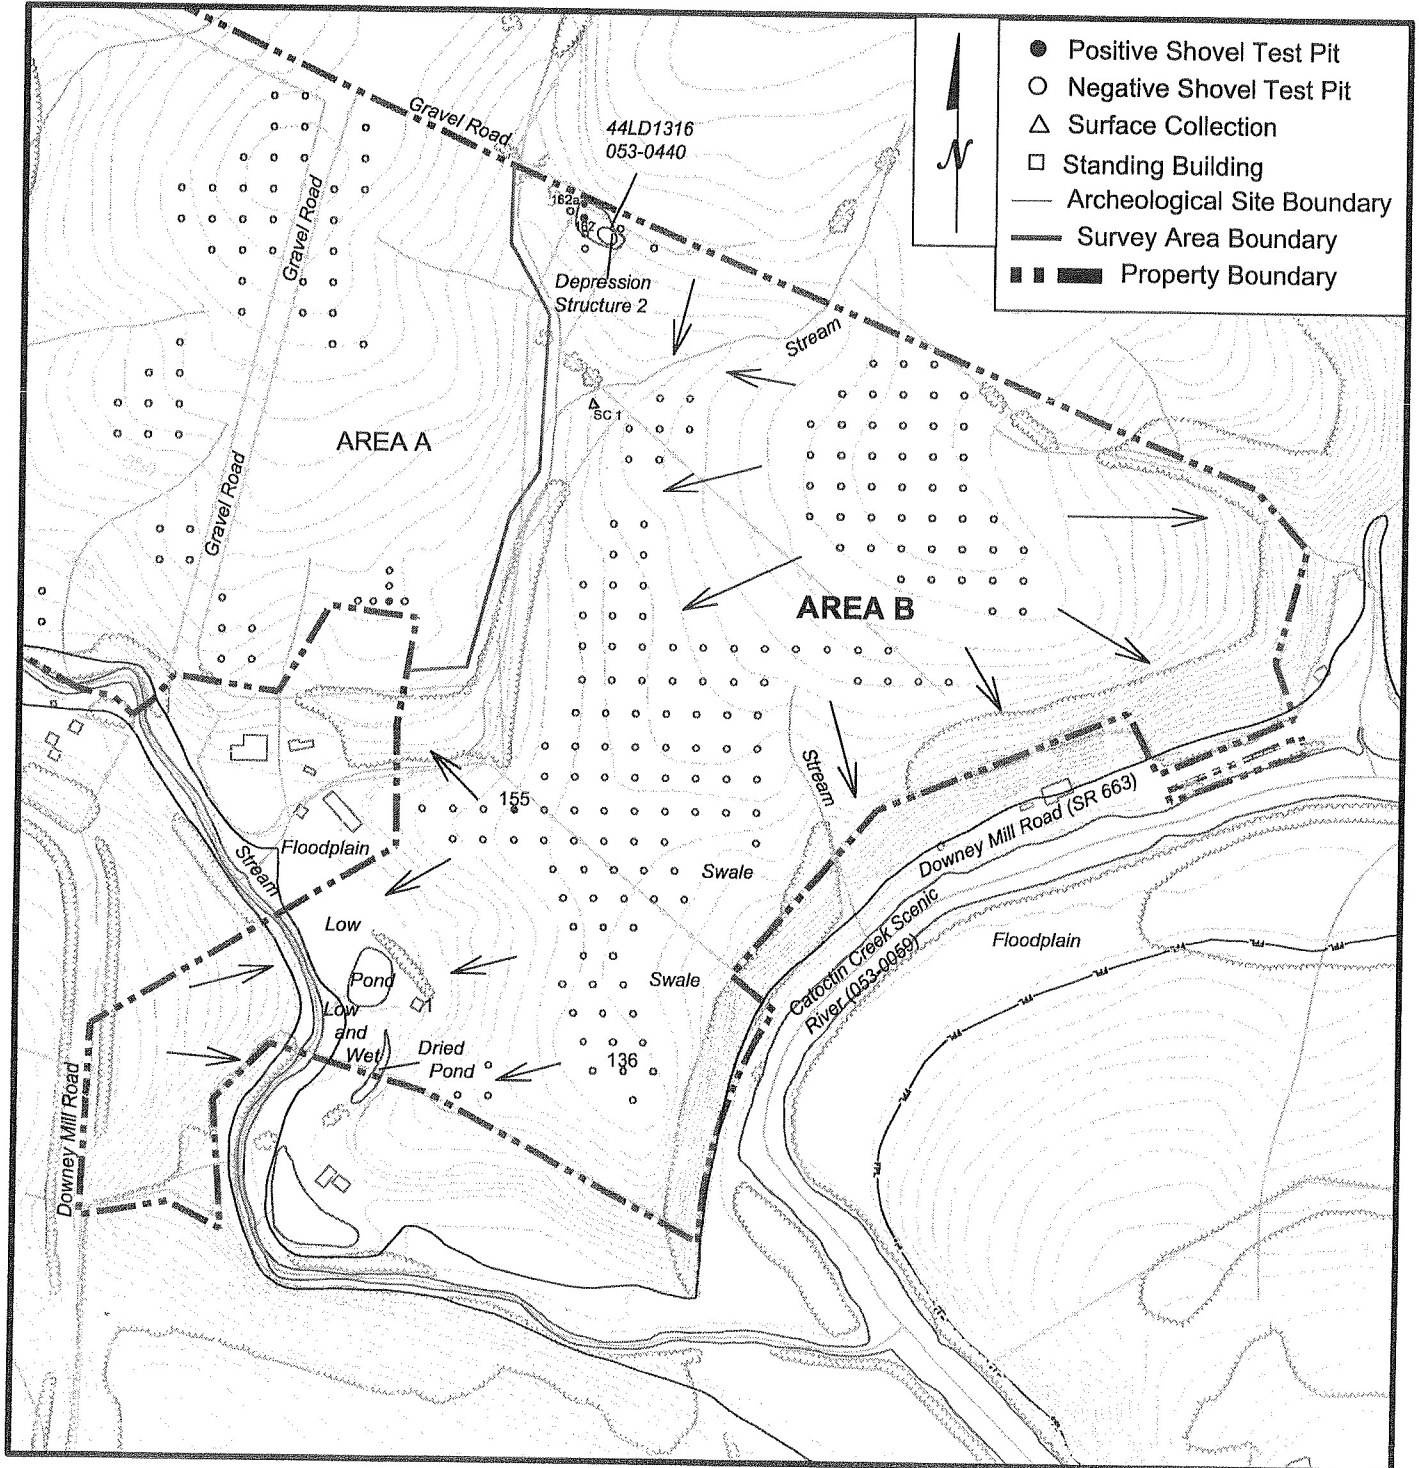 Positive Shovel Test Pit
Negative Shovel Test Pit
Surface Collection
Standing Building
Archeological Site Boundary
Survey Area Boundary
Property Boundary
N
Gravel Road
44LD1316
053-0440
Gravel Road
162a
162
Depression
Structure 2
Stream
SC 1
AREA A
Gravel Road
AREA B
Stream
155
Downey Mill Road (SR 663)
Floodplain
Stream
Swale
Catoctin Creek Scenic
River (053-0059)
Floodplain
Low
Pond
Swale
Low
and
Wet
Dried
Pond
136
Downey Mill Road